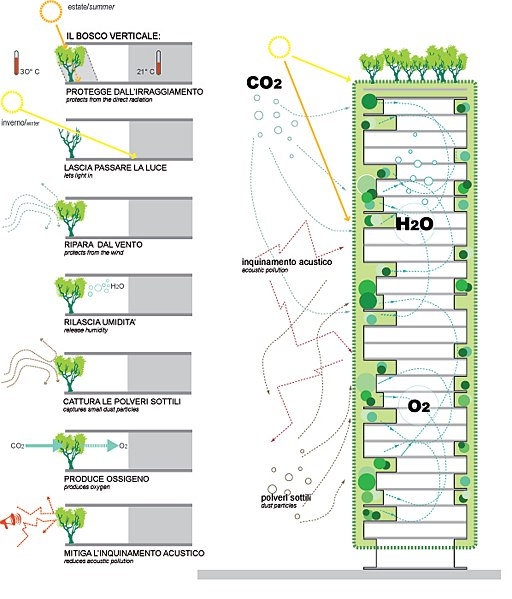 estate/summer
IL BOSCO VERTICALE:
30° C
21° C
PROTEGGE DALL'IRRAGGIAMENTO
protects from the direct radiation
inverno/winter
LASCIA PASSARE LA LUCE
lets light in
RIPARA DAL VENTO
protects from the wind
H2O
RILASCIA UMIDITA'
release humidity
CATTURA LE POLVERI SOTTILI
captures small dust particles
CO2
O2
PRODUCE OSSIGENO
produces oxygen
MITIGA L'INQUINAMENTO ACUSTICO
reduces acoustic pollution
CO2
H2O
inquinamento acustico
acoustic pollution
O2
polveri sottili
dust particles